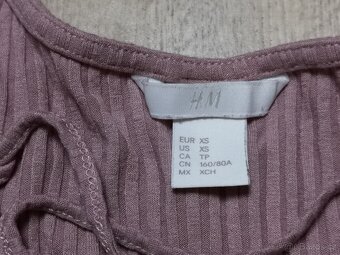 H&M
EUR XS
US XS
CA TP
CN 160/80A
MX XCH